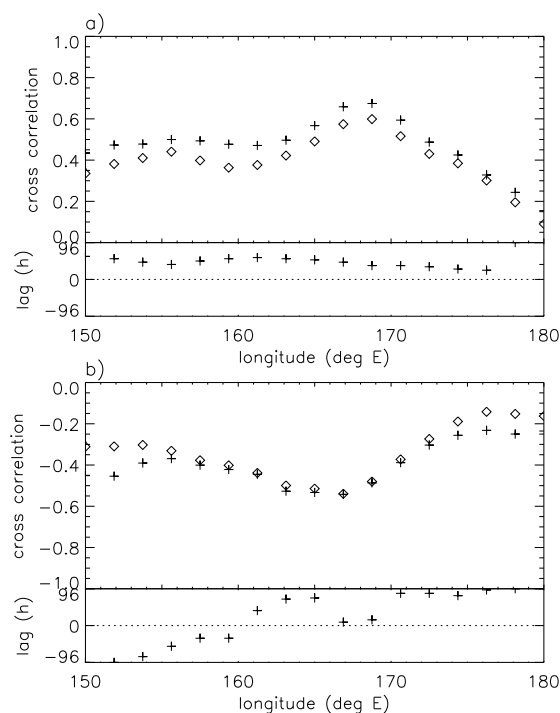 a)
1.0
0.8
0.6
0.4
0.2
0.0
cross correlation
96
0
−96
lag (h)
150 160 170 180
longitude (deg E)
b)
0.0
−0.2
−0.4
−0.6
−0.8
−1.0
cross correlation
96
0
−96
lag (h)
150 160 170 180
longitude (deg E)